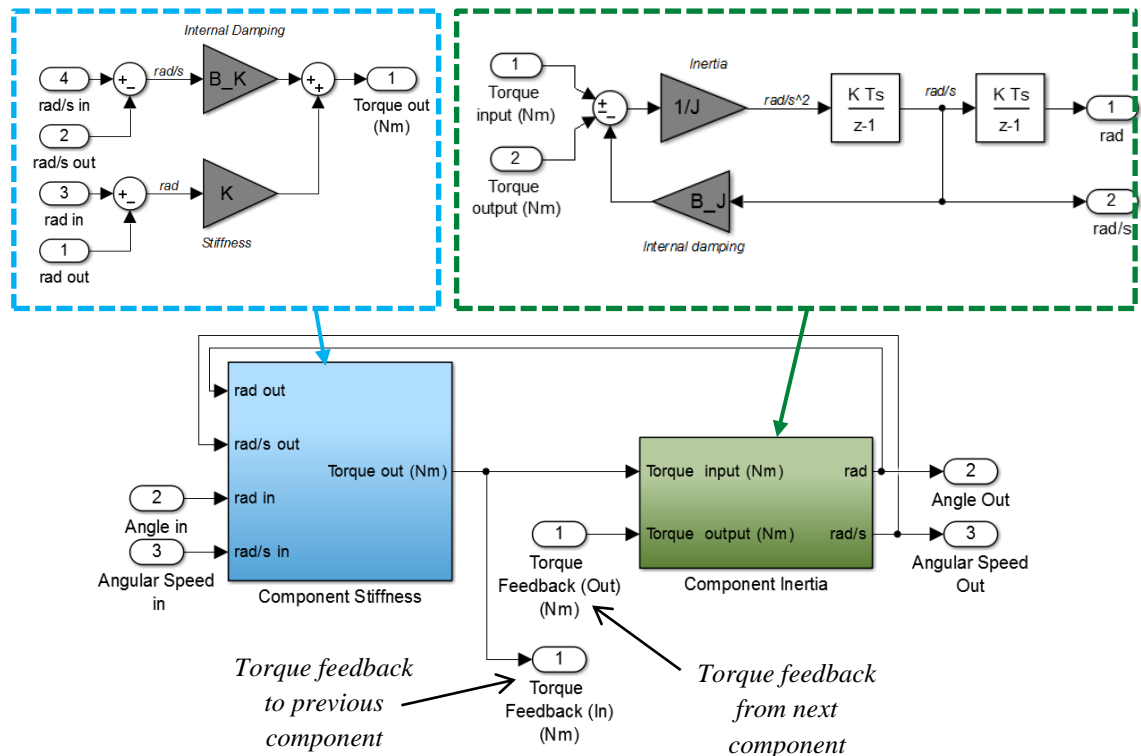 Internal Damping
4
rad/s in
+
-
rad/s
B_K
+
+
1
Torque out
(Nm)
2
rad/s out
3
rad in
+
-
rad
K
Stiffness
1
rad out
1
Torque
input (Nm)
2
Torque
output (Nm)
+
-
-
Inertia
1/J
rad/s^2
K Ts
z-1
rad/s
K Ts
z-1
1
rad
B_J
Internal damping
2
rad/s
rad out
rad/s out
rad in
rad/s in
Torque out (Nm)
Component Stiffness
2
Angle in
3
Angular Speed
in
Torque input (Nm)
rad
Torque output (Nm)
rad/s
Component Inertia
2
Angle Out
3
Angular Speed
Out
1
Torque
Feedback (Out)
(Nm)
1
Torque
Feedback (In)
(Nm)
Torque feedback
to previous
component
Torque feedback
from next
component